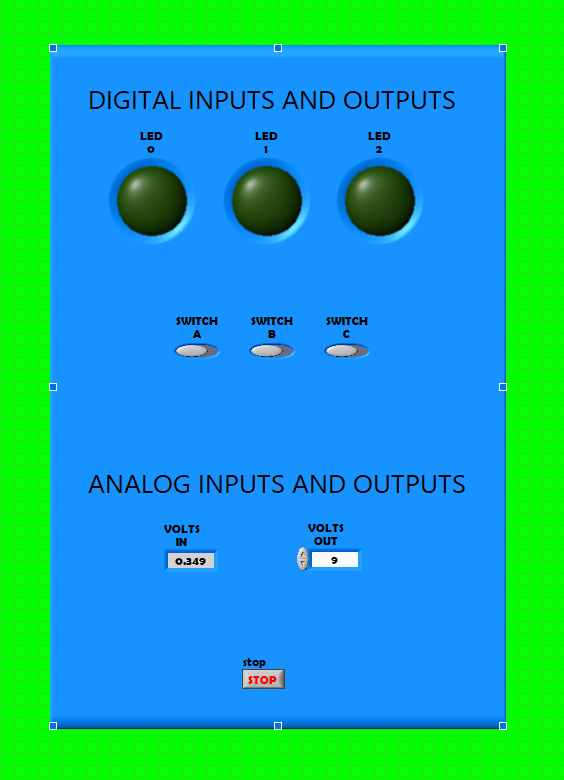 DIGITAL INPUTS AND OUTPUTS
LED LED LED
0 1 2
SWITCH SWITCH SWITCH
A B C
ANALOG INPUTS AND OUTPUTS
VOLTS VOLTS
IN OUT
0.349 9
stop
STOP